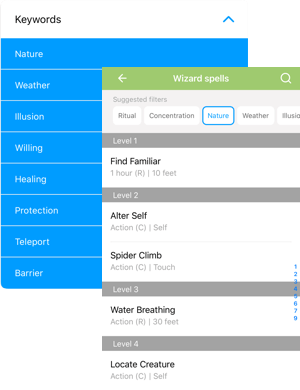 Keywords
Nature
Weather
Illusion
Willing
Healing
Protection
Teleport
Barrier
Wizard spells
Suggested filters
Ritual Concentration Nature Weather Illusio
Level 1
Find Familiar
1 hour (R) | 10 feet
Level 2
Alter Self
Action (C) | Self
Spider Climb
Action (C) | Touch
Level 3
Water Breathing
Action (R) | 30 feet
Level 4
Locate Creature
Action (C) | Self
1
2
3
4
5
6
7
9